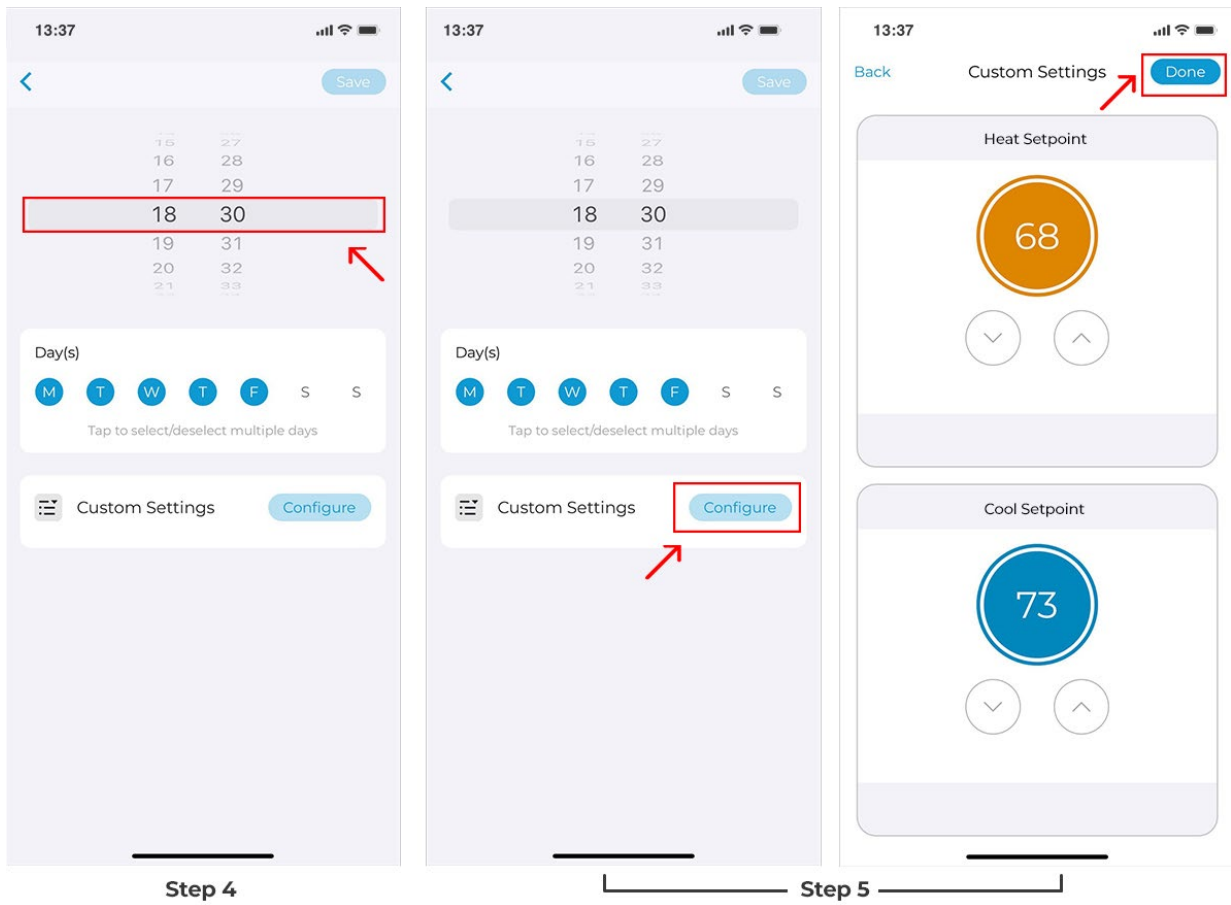 13:37
Save
15 27
16 28
17 29
18 30
19 31
20 32
21 33
Day(s)
M T W T F S S
Tap to select/deselect multiple days
Custom Settings Configure
Step 4
13:37
Save
15 27
16 28
17 29
18 30
19 31
20 32
21 33
Day(s)
M T W T F S S
Tap to select/deselect multiple days
Custom Settings Configure
13:37
Back Custom Settings Done
Heat Setpoint
68
Cool Setpoint
73
Step 5